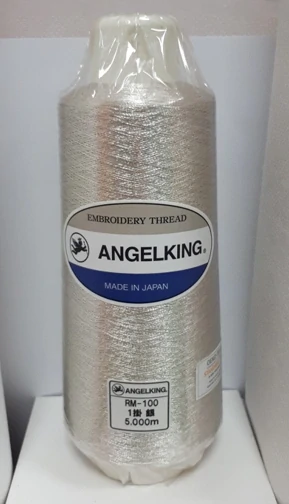 EMBROIDERY THREAD
ANGELKING®
MADE IN JAPAN
ANGELKING
RM-100
1掛 銀
5.000m